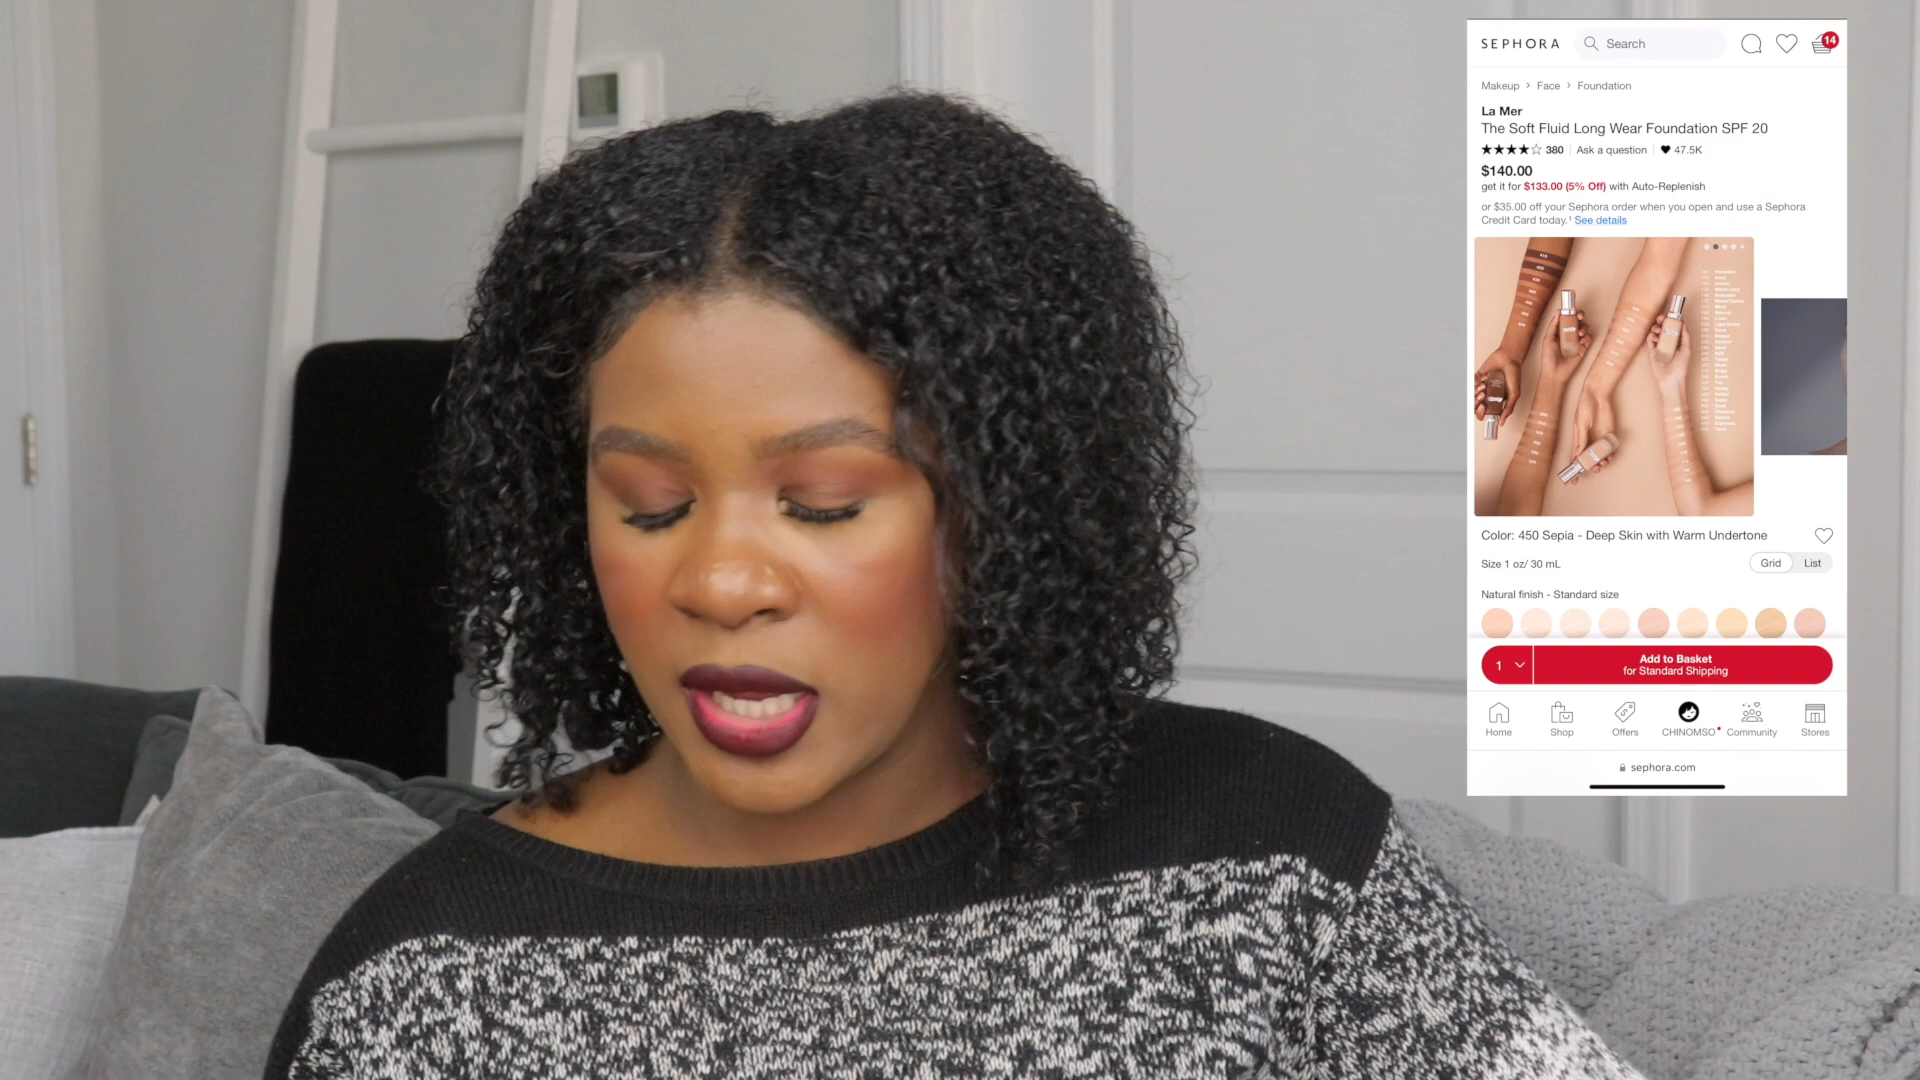 SEPHORA
Search
14
Makeup > Face > Foundation
La Mer
The Soft Fluid Long Wear Foundation SPF 20
★★★★☆ 380 | Ask a question | ♥ 47.5K
$140.00
get it for $133.00 (5% Off) with Auto-Replenish
or $35.00 off your Sephora order when you open and use a Sephora
Credit Card today.¹ See details
Color: 450 Sepia - Deep Skin with Warm Undertone
Size 1 oz/ 30 mL
Grid List
Natural finish - Standard size
1
Add to Basket
for Standard Shipping
Home Shop Offers CHINOMSO Community Stores
sephora.com